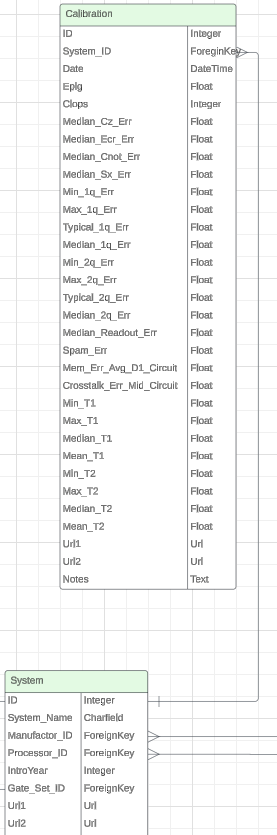 Calibration
ID Integer
System_ID ForeginKey
Date DateTime
Eplg Float
Clops Integer
Median_Cz_Err Float
Median_Ecr_Err Float
Median_Cnot_Err Float
Median_Sx_Err Float
Min_1q_Err Float
Max_1q_Err Float
Typical_1q_Err Float
Median_1q_Err Float
Min_2q_Err Float
Max_2q_Err Float
Typical_2q_Err Float
Median_2q_Err Float
Median_Readout_Err Float
Spam_Err Float
Mem_Err_Avg_D1_Circuit Float
Crosstalk_Err_Mid_Circuit Float
Min_T1 Float
Max_T1 Float
Median_T1 Float
Mean_T1 Float
Min_T2 Float
Max_T2 Float
Median_T2 Float
Mean_T2 Float
Url1 Url
Url2 Url
Notes Text
System
ID Integer
System_Name Charfield
Manufactor_ID ForeignKey
Processor_ID ForeignKey
IntroYear Integer
Gate_Set_ID ForeignKey
Url1 Url
Url2 Url